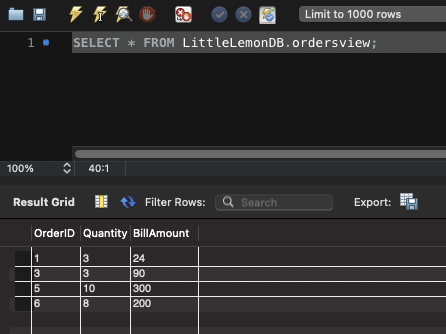 Limit to 1000 rows
1 SELECT * FROM LittleLemonDB.ordersview;
100% 40:1
Result Grid Filter Rows: Search Export:
OrderID Quantity BillAmount
1 3 24
3 3 90
5 10 300
6 8 200